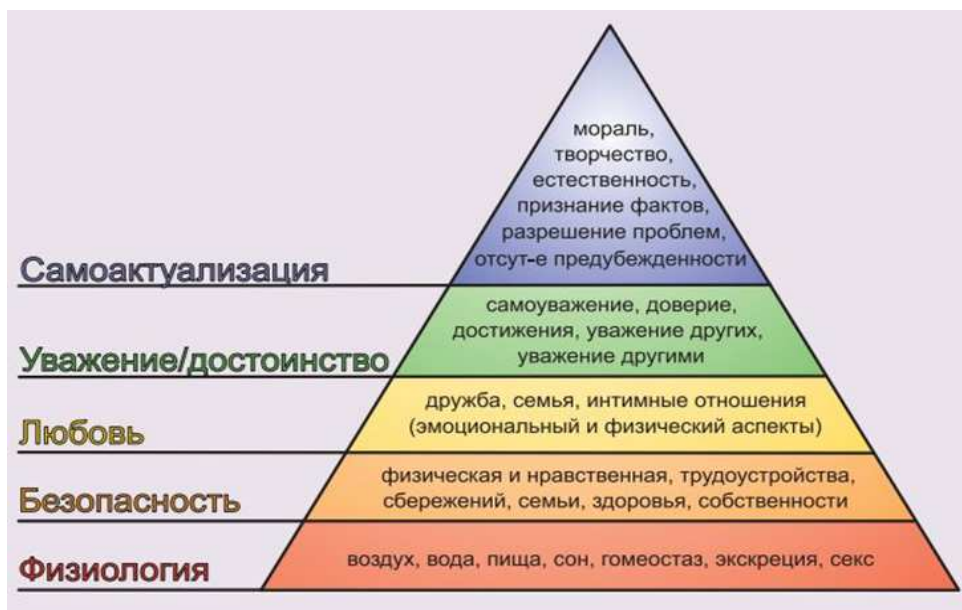 мораль,
творчество,
естественность,
признание фактов,
разрешение проблем,
отсут-е предубежденности
Самоактуализация
самоуважение, доверие,
достижения, уважение других,
уважение другими
Уважение/достоинство
дружба, семья, интимные отношения
(эмоциональный и физический аспекты)
Любовь
физическая и нравственная, трудоустройства,
сбережений, семьи, здоровья, собственности
Безопасность
воздух, вода, пища, сон, гомеостаз, экскреция, секс
Физиология